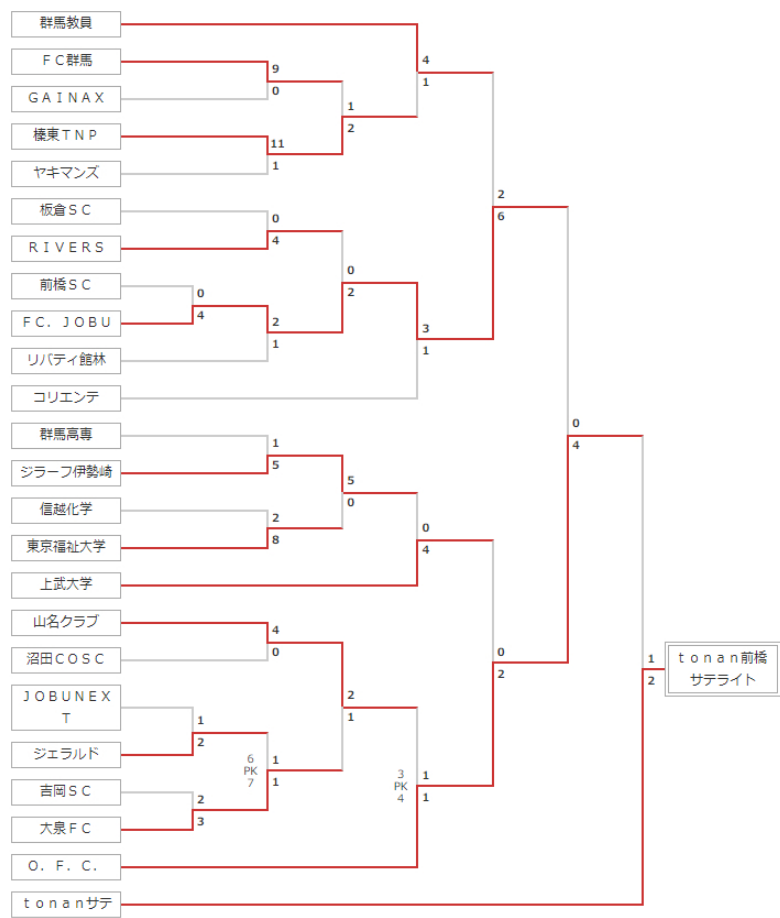 群馬教員
ＦＣ群馬
ＧＡＩＮＡＸ
榛東ＴＮＰ
ヤキマンズ
板倉ＳＣ
ＲＩＶＥＲＳ
前橋ＳＣ
ＦＣ．ＪＯＢＵ
リバティ館林
コリエンテ
群馬高専
ジラーフ伊勢崎
信越化学
東京福祉大学
上武大学
山名クラブ
沼田ＣＯＳＣ
ＪＯＢＵＮＥＸ
Ｔ
ジェラルド
吉岡ＳＣ
大泉ＦＣ
Ｏ．Ｆ．Ｃ．
ｔｏｎａｎサテ
0
4
1
2
2
3
9
0
11
1
0
4
2
1
1
5
2
8
4
0
6
PK
7
1
1
1
2
0
2
5
0
2
1
3
PK
4
4
1
3
1
0
4
1
1
2
6
0
2
0
4
1
2
ｔｏｎａｎ前橋
サテライト